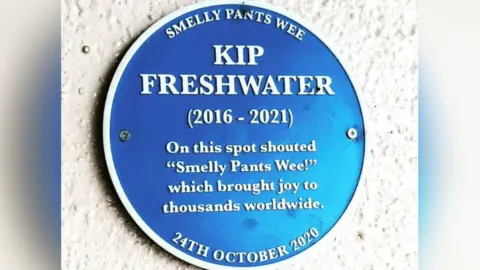 SMELLY PANTS WEE
KIP
FRESHWATER
(2016 - 2021)
On this spot shouted
“Smelly Pants Wee!”
which brought joy to
thousands worldwide.
24TH OCTOBER 2020